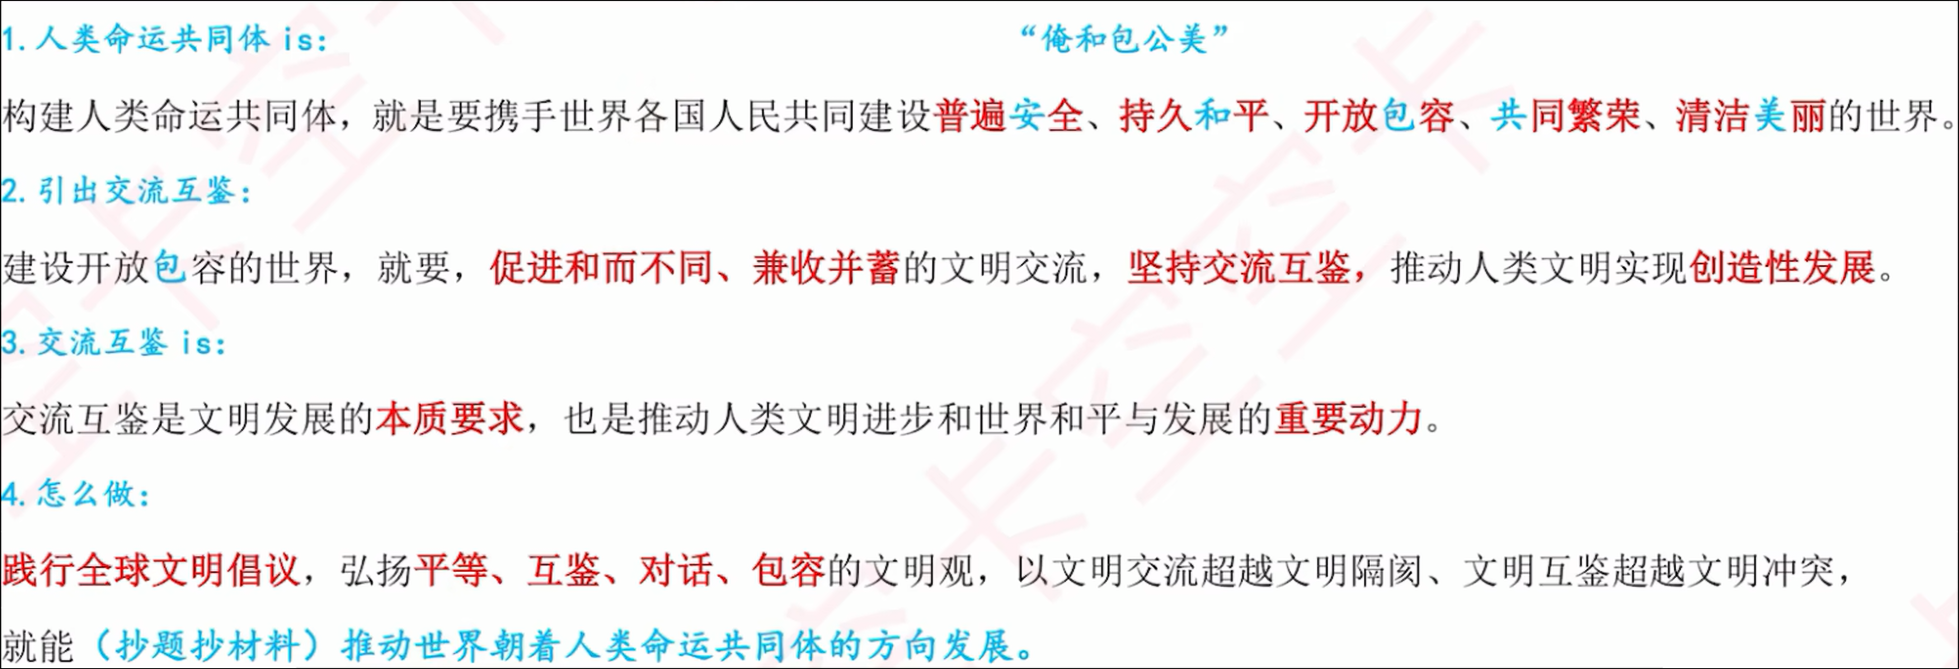 1.人类命运共同体 is: “俺和包公美”
构建人类命运共同体，就是要携手世界各国人民共同建设普遍安全、持久和平、开放包容、共同繁荣、清洁美丽的世界。
2.引出交流互鉴：
建设开放包容的世界，就要，促进和而不同、兼收并蓄的文明交流，坚持交流互鉴，推动人类文明实现创造性发展。
3.交流互鉴 is:
交流互鉴是文明发展的本质要求，也是推动人类文明进步和世界和平与发展的重要动力。
4.怎么做：
践行全球文明倡议，弘扬平等、互鉴、对话、包容的文明观，以文明交流超越文明隔阂、文明互鉴超越文明冲突，
就能（抄题抄材料）推动世界朝着人类命运共同体的方向发展。